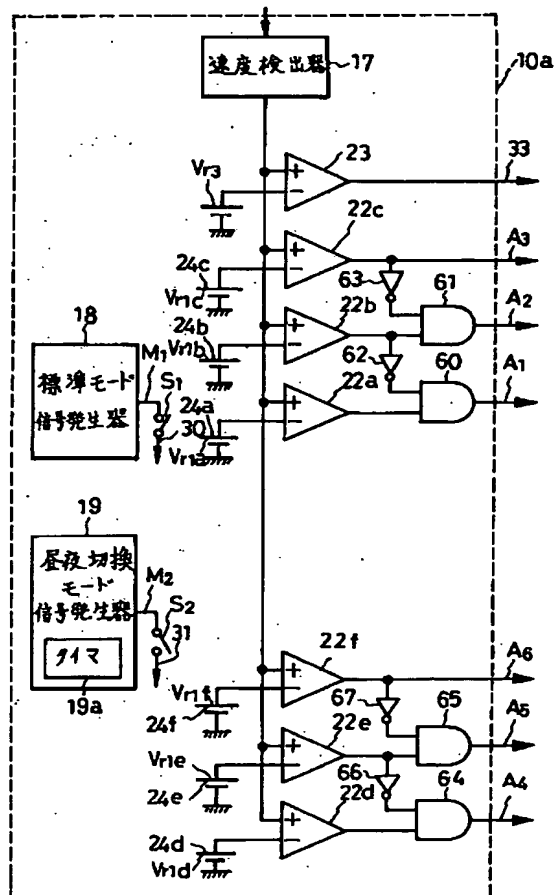 速度検出器
17
10a
Vr3
23
33
22c
A3
24c
Vr1c
63
61
A2
24b
Vr1b
22b
62
60
A1
18
標準モード
信号発生器
M1
S1
30
24a
Vr1a
22a
19
昼夜切換
モード
信号発生器
タイマ
19a
M2
S2
31
22f
A6
Vr1f
24f
67
65
22e
A5
Vr1e
24e
66
64
22d
A4
24d
Vr1d